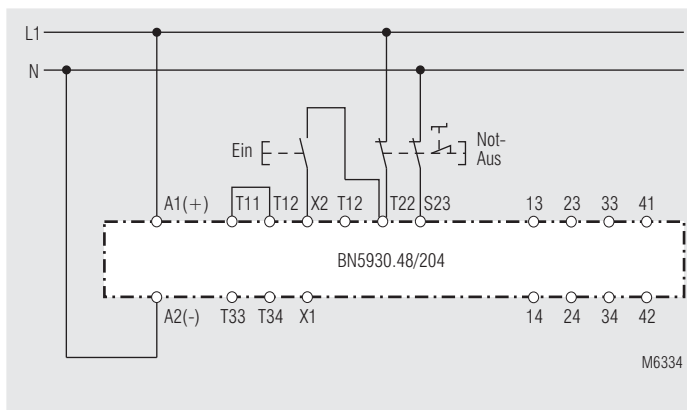 L1
N
Ein
Not-
Aus
A1(+) T11 T12 X2 T12 T22 S23 13 23 33 41
BN5930.48/204
A2(-) T33 T34 X1 14 24 34 42
M6334